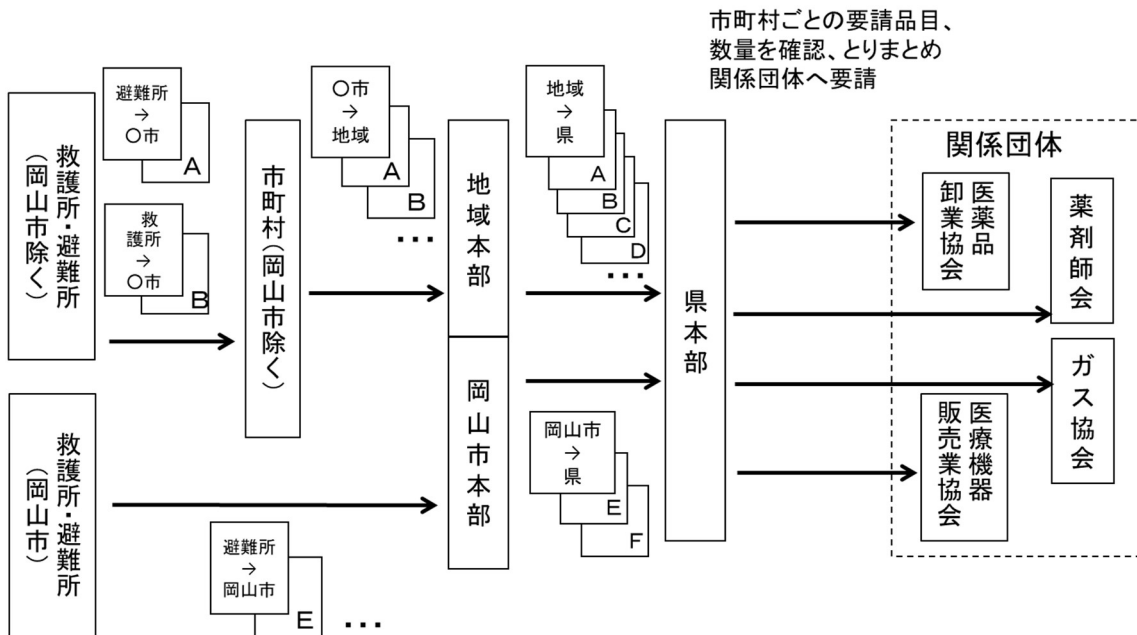 市町村ごとの要請品目、
数量を確認、とりまとめ
関係団体へ要請
救護所・避難所
（岡山市除く）
避難所
→
〇市
A
救
護所
→
〇市
B
市町村（岡山市除く）
〇市
→
地域
A
B
…
地域本部
地域
→
県
A
B
C
D
…
県本部
関係団体
医薬品
卸業協会
薬剤師会
ガス協会
医療機器
販売業協会
救護所・避難所
（岡山市）
避難所
→
岡山市
E
…
岡山市本部
岡山市
→
県
E
F